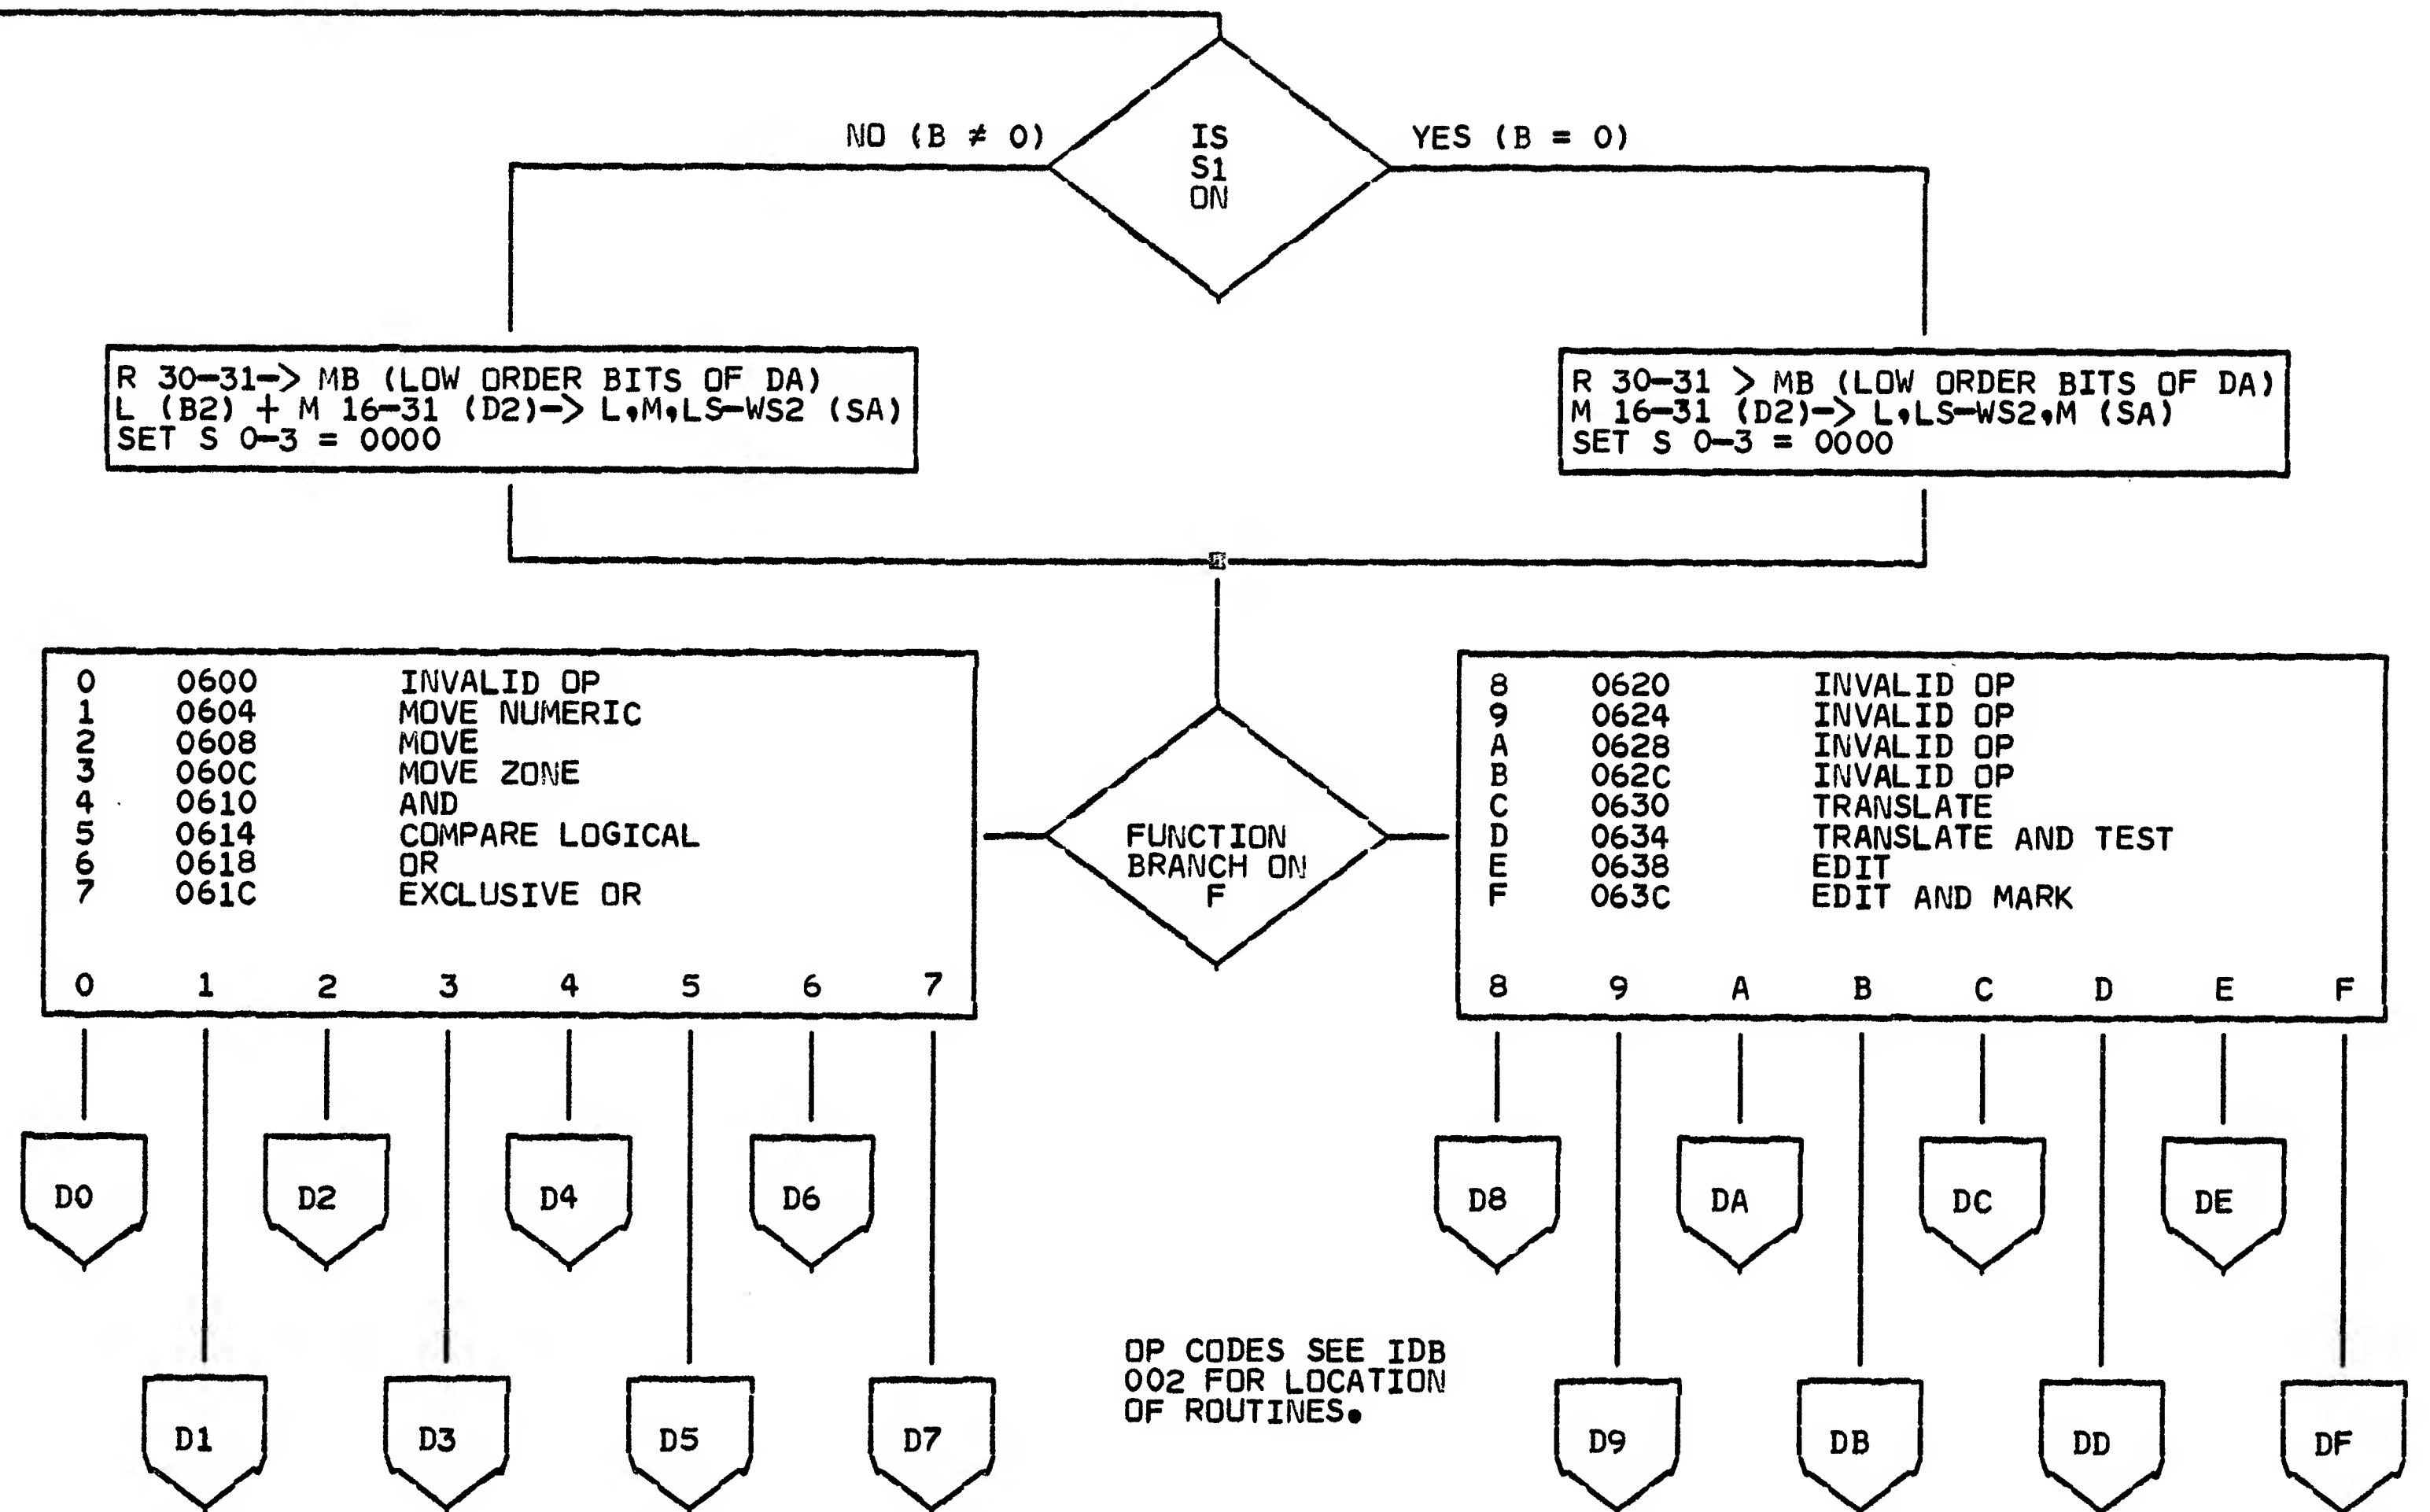 NO (B ≠ 0)
IS
S1
ON
YES (B = 0)
R 30-31-> MB (LOW ORDER BITS OF DA)
L (B2) + M 16-31 (D2)-> L,M,LS-WS2 (SA)
SET S 0-3 = 0000
R 30-31 > MB (LOW ORDER BITS OF DA)
M 16-31 (D2)-> L,LS-WS2,M (SA)
SET S 0-3 = 0000
0 0600 INVALID OP
1 0604 MOVE NUMERIC
2 0608 MOVE
3 060C MOVE ZONE
4 0610 AND
5 0614 COMPARE LOGICAL
6 0618 OR
7 061C EXCLUSIVE OR
0 1 2 3 4 5 6 7
FUNCTION
BRANCH ON
F
8 0620 INVALID OP
9 0624 INVALID OP
A 0628 INVALID OP
B 062C INVALID OP
C 0630 TRANSLATE
D 0634 TRANSLATE AND TEST
E 0638 EDIT
F 063C EDIT AND MARK
8 9 A B C D E F
D0 D2 D4 D6
D8 DA DC DE
D1 D3 D5 D7
OP CODES SEE IDB
002 FOR LOCATION
OF ROUTINES.
D9 DB DD DF